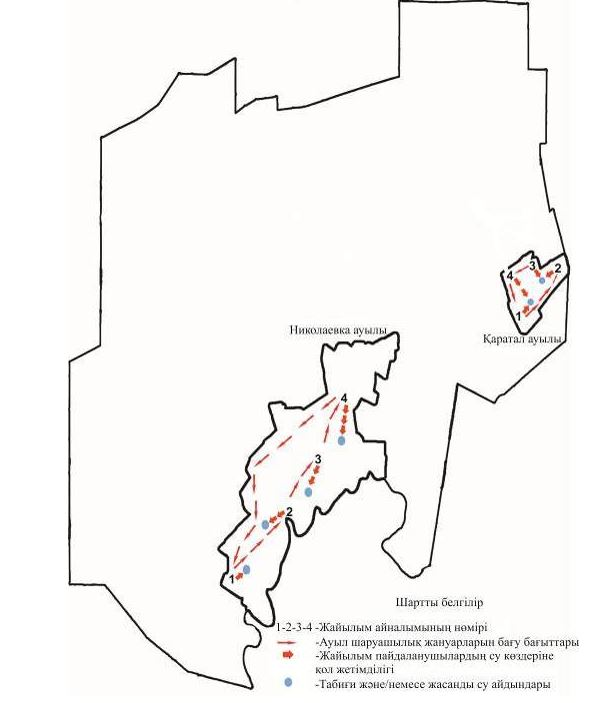 4 3 2
1
Николаевка ауылы
Қаратал ауылы
4
3
2
1
Шартты белгілір
1-2-3-4 -Жайылым айналымының нөмірі
-Ауыл шаруашылық жануарларын бағу бағыттары
-Жайылым пайдаланушылардың су көздеріне
қол жетімділігі
-Табиғи және/немесе жасанды су айдындары